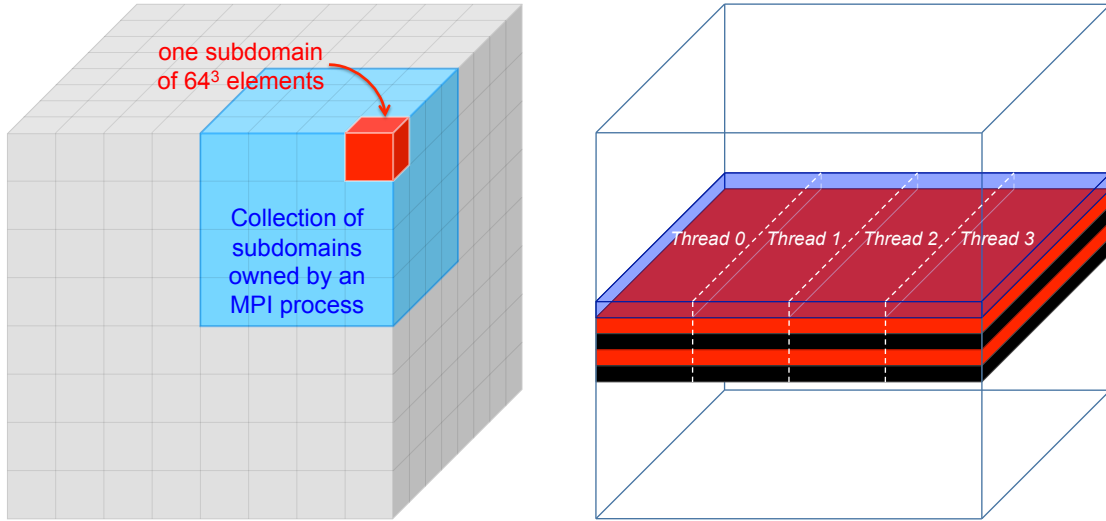 one subdomain
of 64³ elements
Collection of
subdomains
owned by an
MPI process
Thread 0
Thread 1
Thread 2
Thread 3